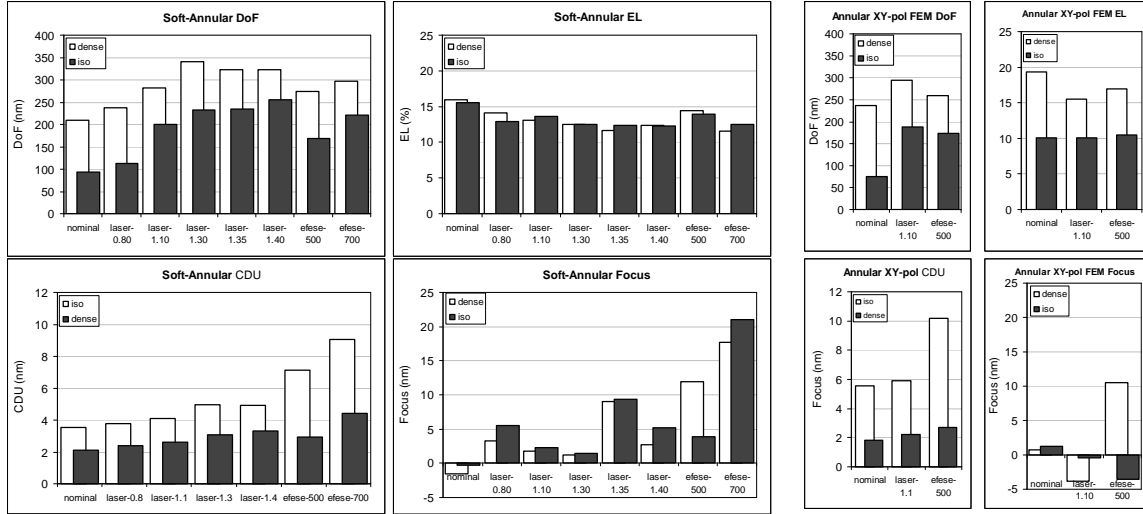 Soft-Annular DoF
400
350
300
250
200
150
100
50
0
DoF (nm)
dense
iso
nominal laser-0.80 laser-1.10 laser-1.30 laser-1.35 laser-1.40 efese-500 efese-700
Soft-Annular EL
25
20
15
10
5
0
EL (%)
dense
iso
nominal laser-0.80 laser-1.10 laser-1.30 laser-1.35 laser-1.40 efese-500 efese-700
Annular XY-pol FEM DoF
400
350
300
250
200
150
100
50
0
DoF (nm)
dense
iso
nominal laser-1.10 efese-500
Annular XY-pol FEM EL
25
20
15
10
5
0
dense
iso
nominal laser-1.10 efese-500
Soft-Annular CDU
12
10
8
6
4
2
0
CDU (nm)
iso
dense
nominal laser-0.8 laser-1.1 laser-1.3 laser-1.4 efese-500 efese-700
Soft-Annular Focus
25
20
15
10
5
0
-5
Focus (nm)
dense
iso
nominal laser-0.80 laser-1.10 laser-1.30 laser-1.35 laser-1.40 efese-500 efese-700
Annular XY-pol CDU
12
10
8
6
4
2
0
Focus (nm)
iso
dense
nominal laser-1.1 efese-500
Annular XY-pol FEM Focus
25
20
15
10
5
0
-5
Focus (nm)
dense
iso
nominal laser-1.10 efese-500